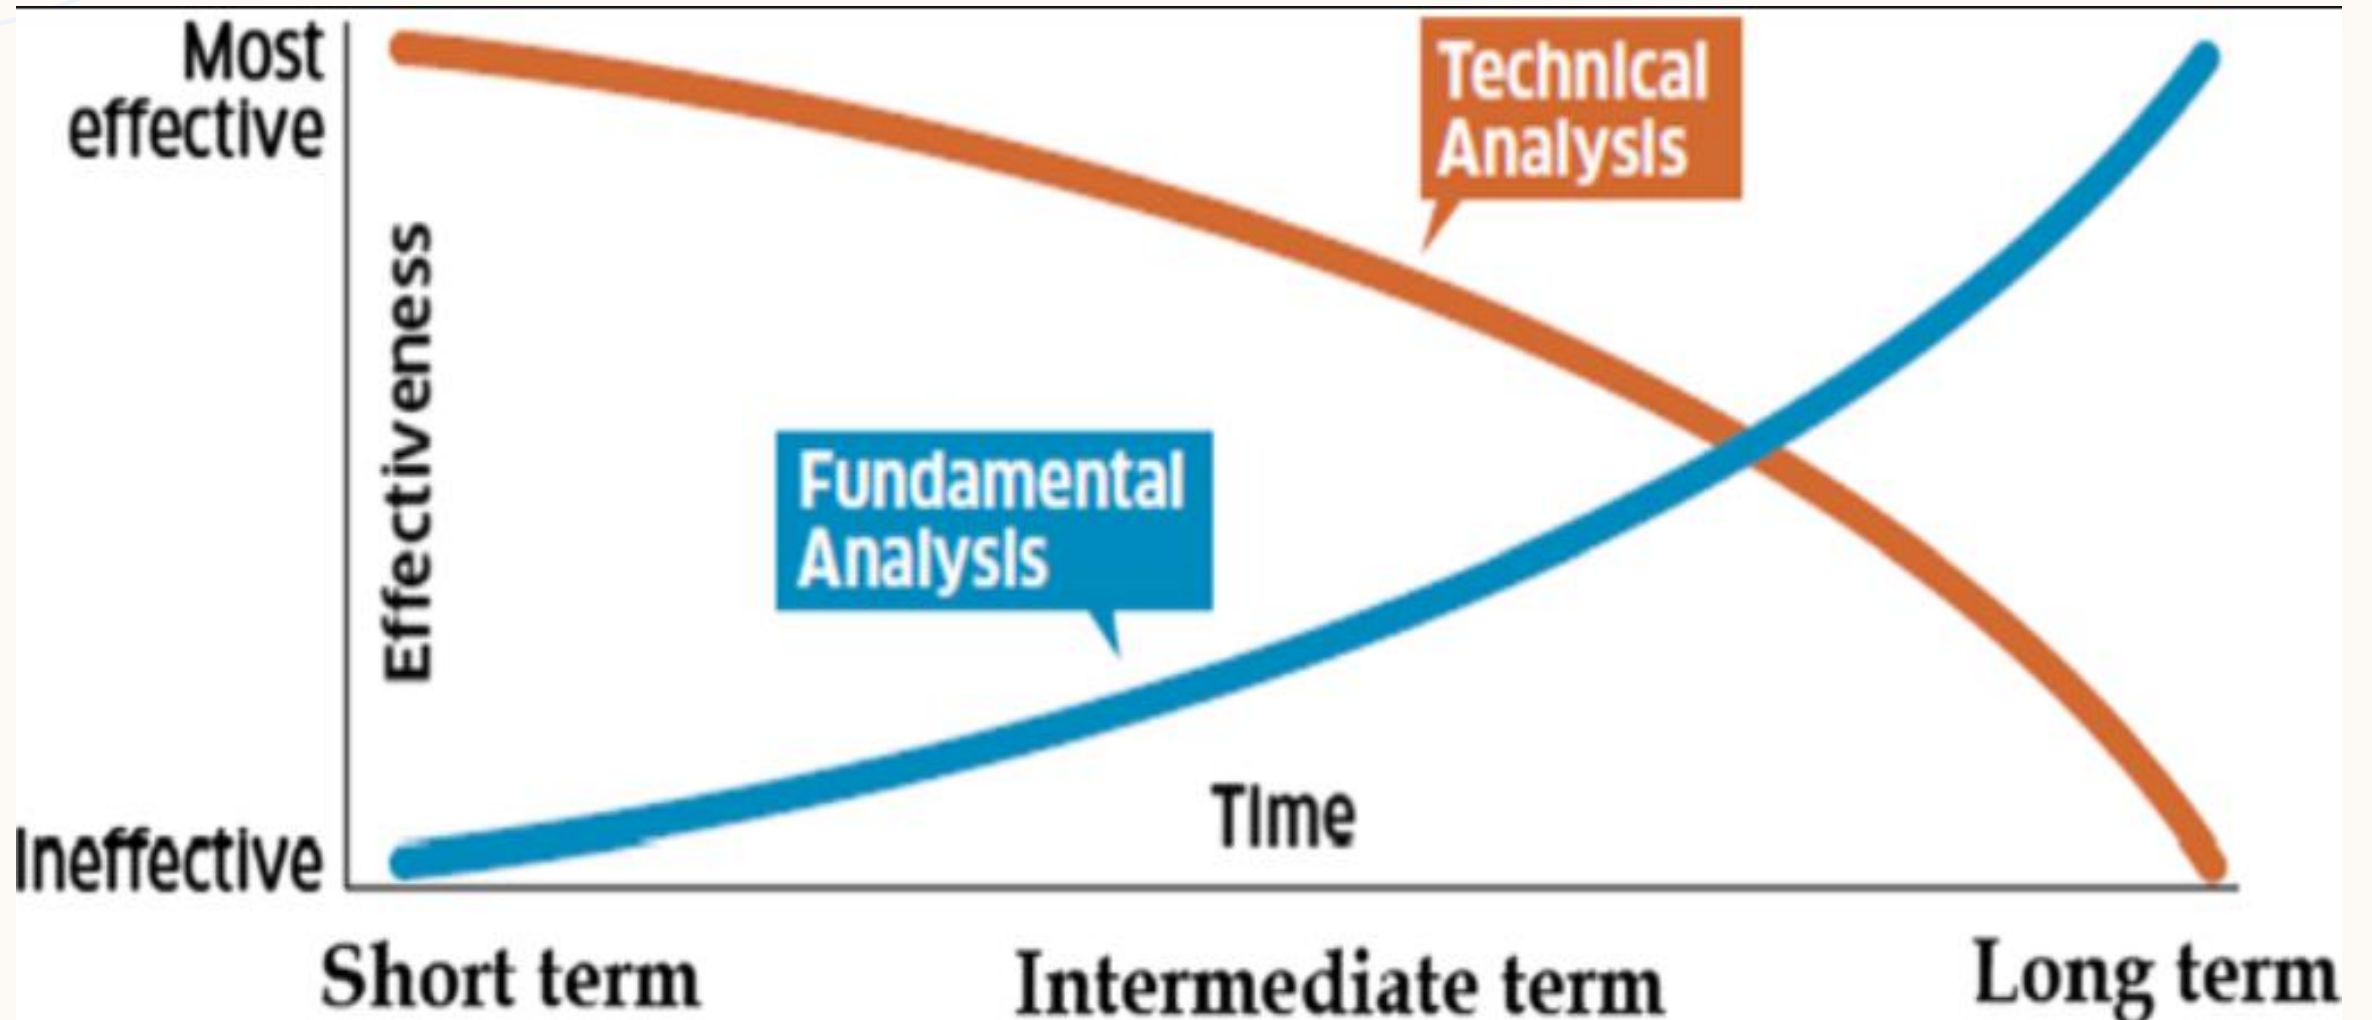 Most
effective
Technical
Analysis
Effectiveness
Fundamental
Analysis
Time
Ineffective
Short term
Intermediate term
Long term